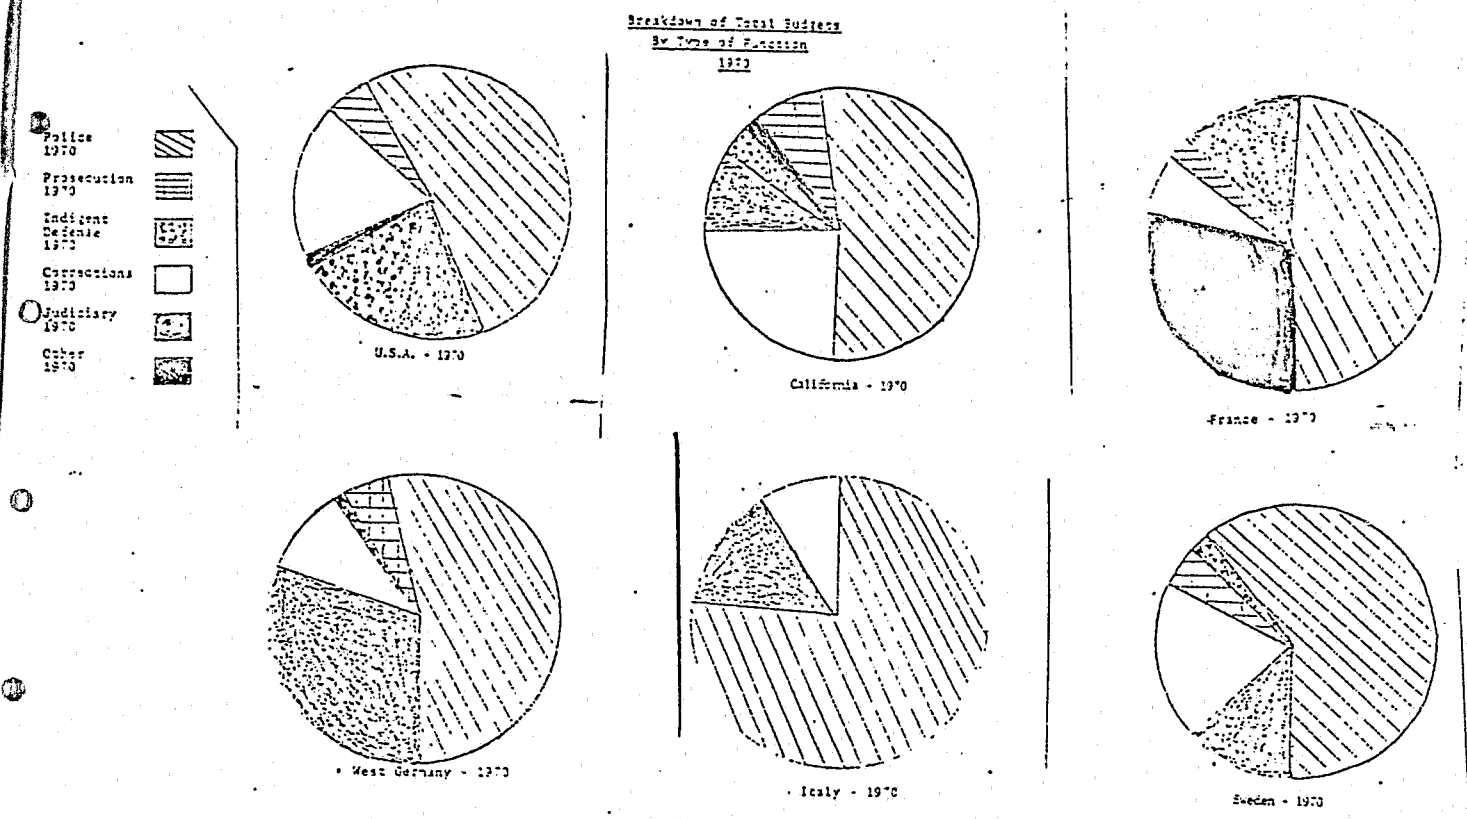 Breakdown of Total Budgets
By Type of Function
1970
Police
1970
Prosecution
1970
Indigent
Defense
1970
Corrections
1970
Judiciary
1970
Other
1970
U.S.A. - 1970
California - 1970
France - 1970
West Germany - 1970
Italy - 1970
Sweden - 1970